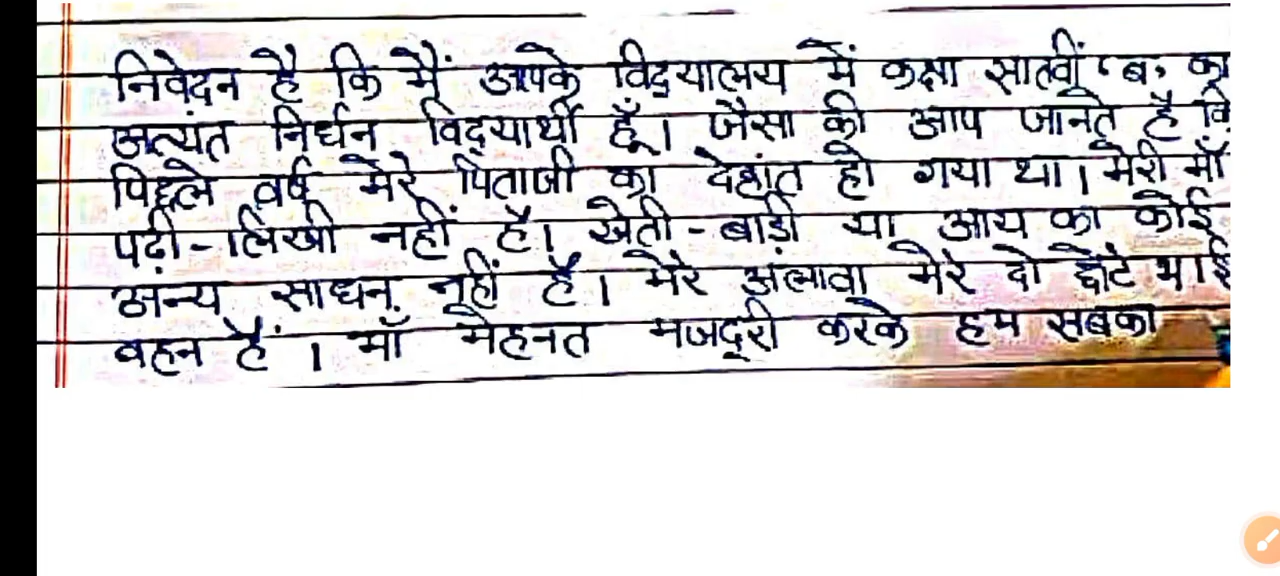 निवेदन है कि मैं आपके विद्यालय में कक्षा सातवीं 'ब' का
अत्यंत निर्धन विद्यार्थी हूँ। जैसा की आप जानते है कि
पिछले वर्ष मेरे पिताजी का देहांत हो गया था। मेरी माँ
पढ़ी-लिखी नहीं है। खेती-बाड़ी या आय का कोई
अन्य साधन नहीं है। मेरे अलावा मेरे दो छोटे भाई
वहन हैं । माँ मेहनत मजदूरी करके हम सबका